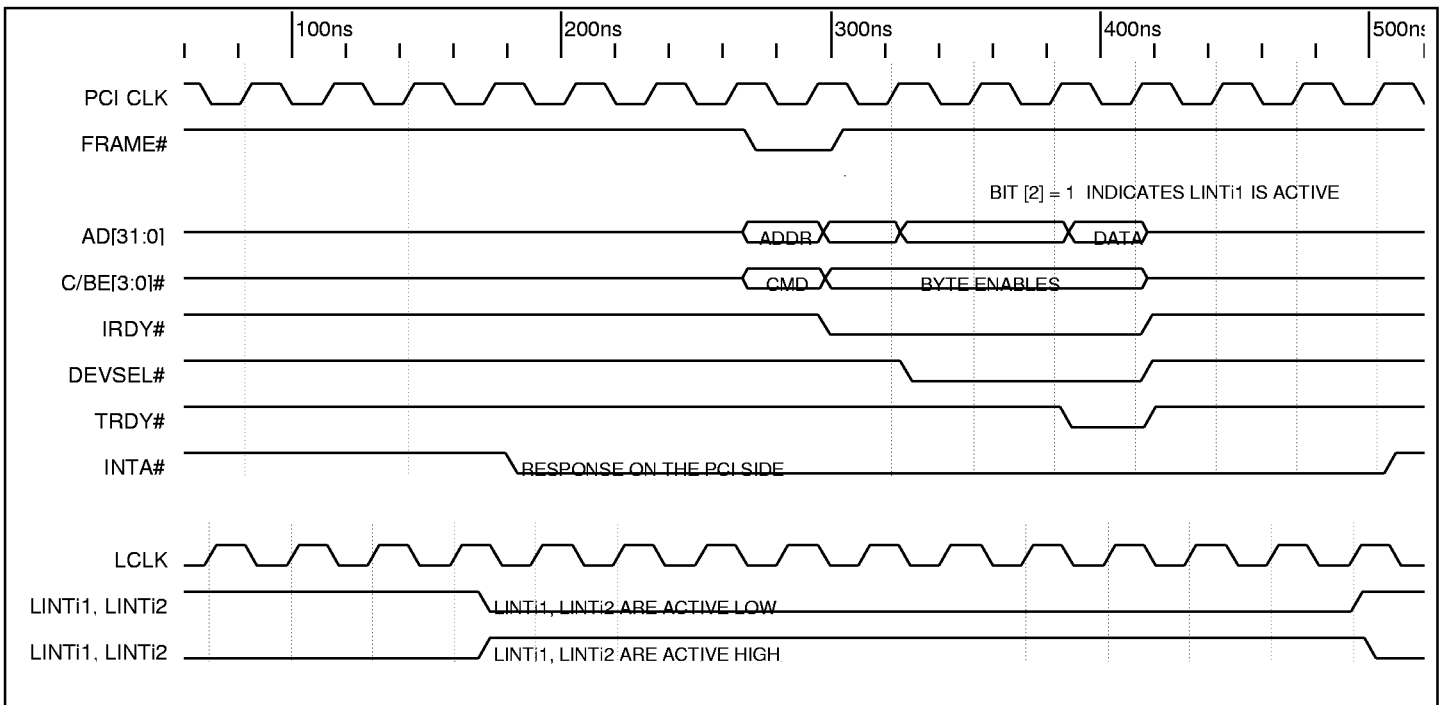 100ns 200ns 300ns 400ns 500ns
PCI CLK
FRAME#
BIT [2] = 1 INDICATES LINTi1 IS ACTIVE
AD[31:0] ADDR DATA
C/BE[3:0]# CMD BYTE ENABLES
IRDY#
DEVSEL#
TRDY#
INTA# RESPONSE ON THE PCI SIDE
LCLK
LINTi1, LINTi2 LINTi1, LINTi2 ARE ACTIVE LOW
LINTi1, LINTi2 LINTi1, LINTi2 ARE ACTIVE HIGH